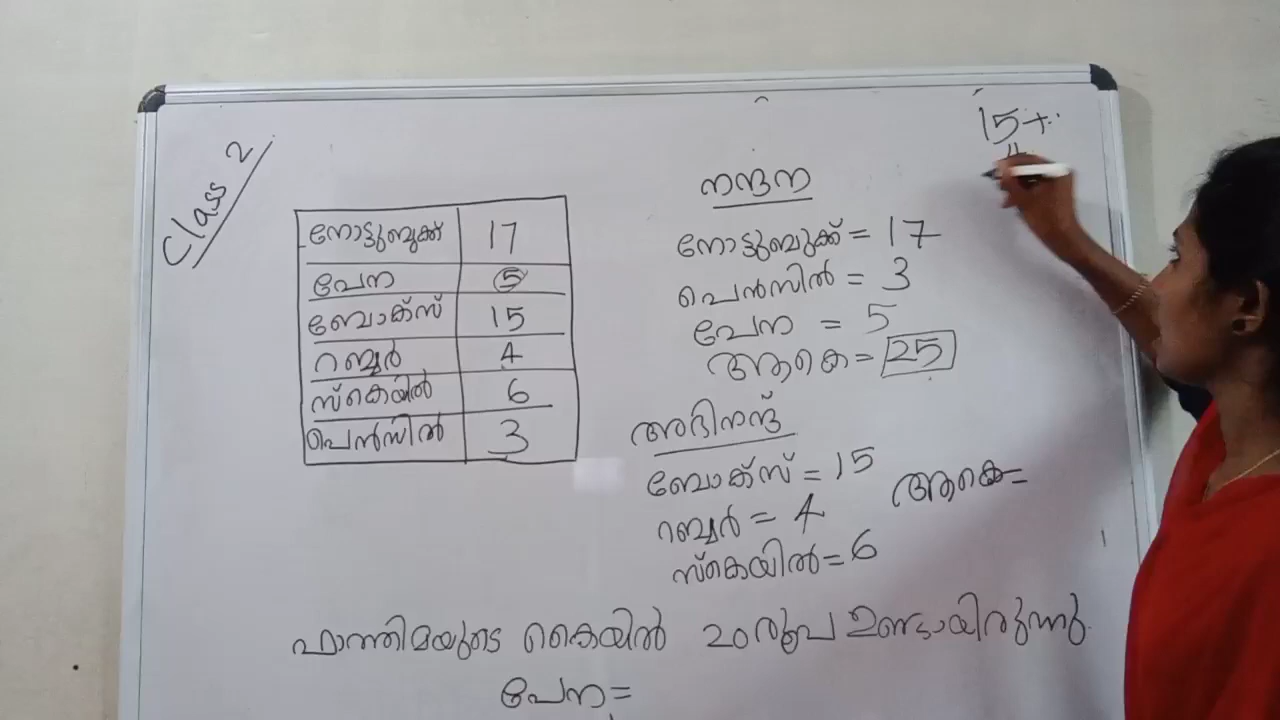 Class 2
നോട്ടുബുക്ക് 17
പേന 5
ബോക്സ് 15
റബ്ബർ 4
സ്കെയിൽ 6
പെൻസിൽ 3
നന്ദന
നോട്ടുബുക്ക് = 17
പെൻസിൽ = 3
പേന = 5
ആകെ = 25
അഭിനന്ദ്
ബോക്സ് = 15
റബ്ബർ = 4
സ്കെയിൽ = 6
ആകെ =
15+
4
ഫാത്തിമയുടെ കൈയിൽ 20 രൂപ ഉണ്ടായിരുന്നു.
പേന =